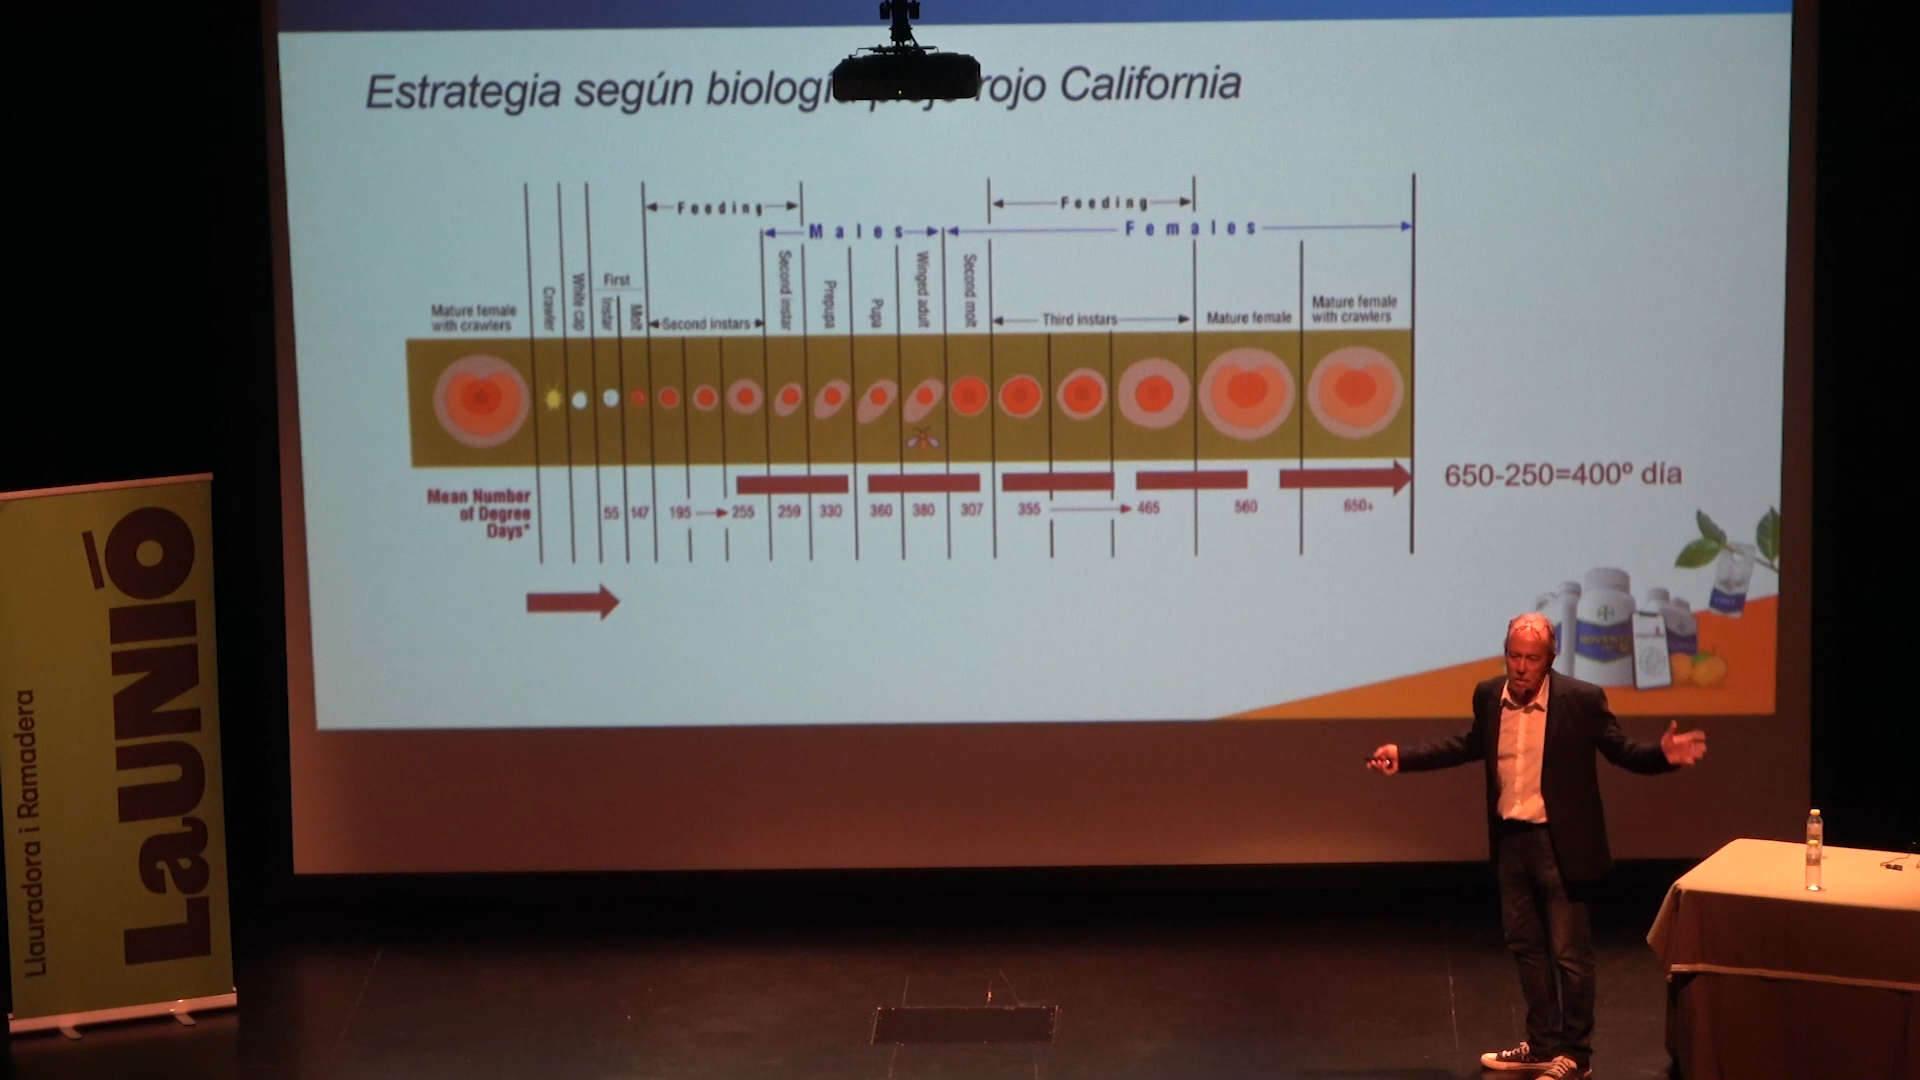 Estrategia según biología piojo rojo California
Feeding
Feeding
Males
Females
Mature female
with crawlers
Crawler
White cap
First
Instar
Molt
Second instars
Second instar
Prepupa
Pupa
Winged adult
Second molt
Third instars
Mature female
Mature female
with crawlers
Mean Number
of Degree
Days*
55 147 195 255 259 330 360 380 307 355 465 560 650+
650-250=400º día
LaUNIÓ
Llauradora i Ramadera